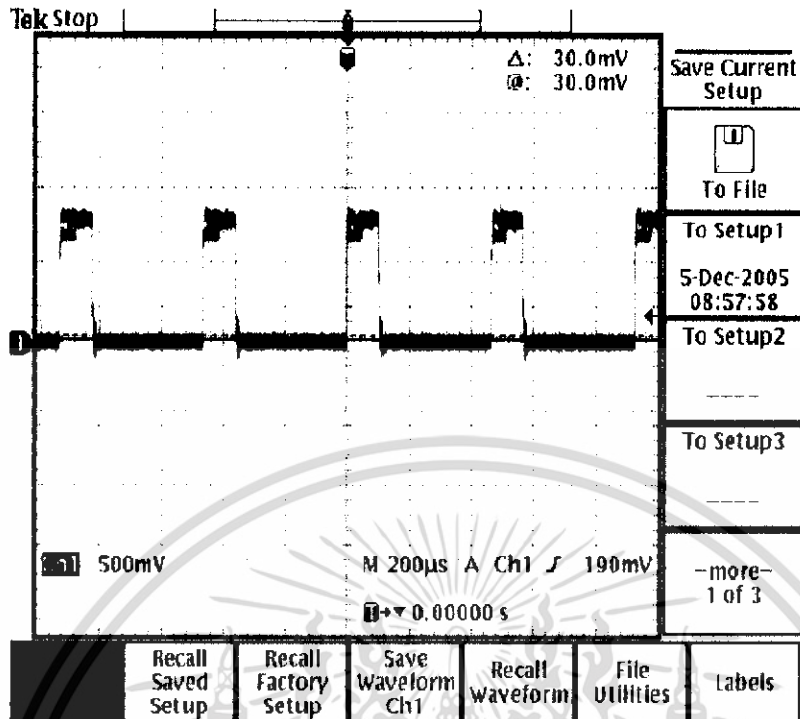 Tek Stop
Δ: 30.0mV
@: 30.0mV
Save Current
Setup
To File
To Setup1
5-Dec-2005
08:57:58
To Setup2
----
To Setup3
----
1
Ch1 500mV
M 200µs A Ch1 ƒ 190mV
T→▼ 0.00000 s
-more-
1 of 3
Recall
Saved
Setup
Recall
Factory
Setup
Save
Waveform
Ch1
Recall
Waveform
File
Utilities
Labels